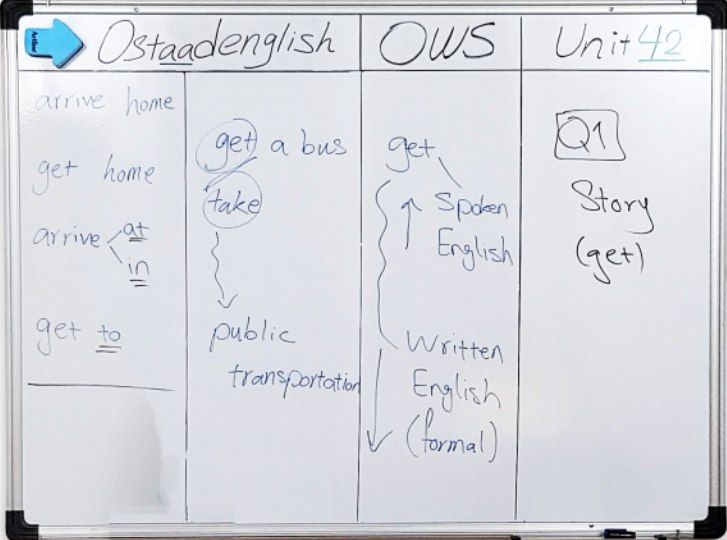 Ostaadenglish
OWS
Unit 42
arrive home
get home
arrive at
in
get to
get a bus
take
public
transportation
get
Spoken
English
Written
English
(formal)
Q1
Story
(get)